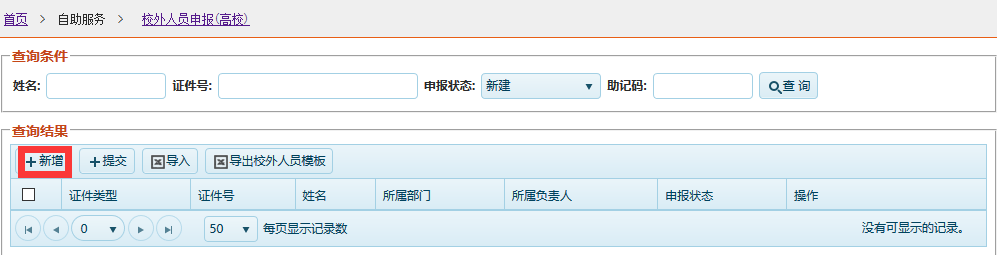 首页 > 自助服务 > 校外人员申报(高校)
查询条件
姓名: 证件号: 申报状态: 新建 助记码: 查 询
查询结果
新增 提交 导入 导出校外人员模板
证件类型 证件号 姓名 所属部门 所属负责人 申报状态 操作
0 50 每页显示记录数 没有可显示的记录。